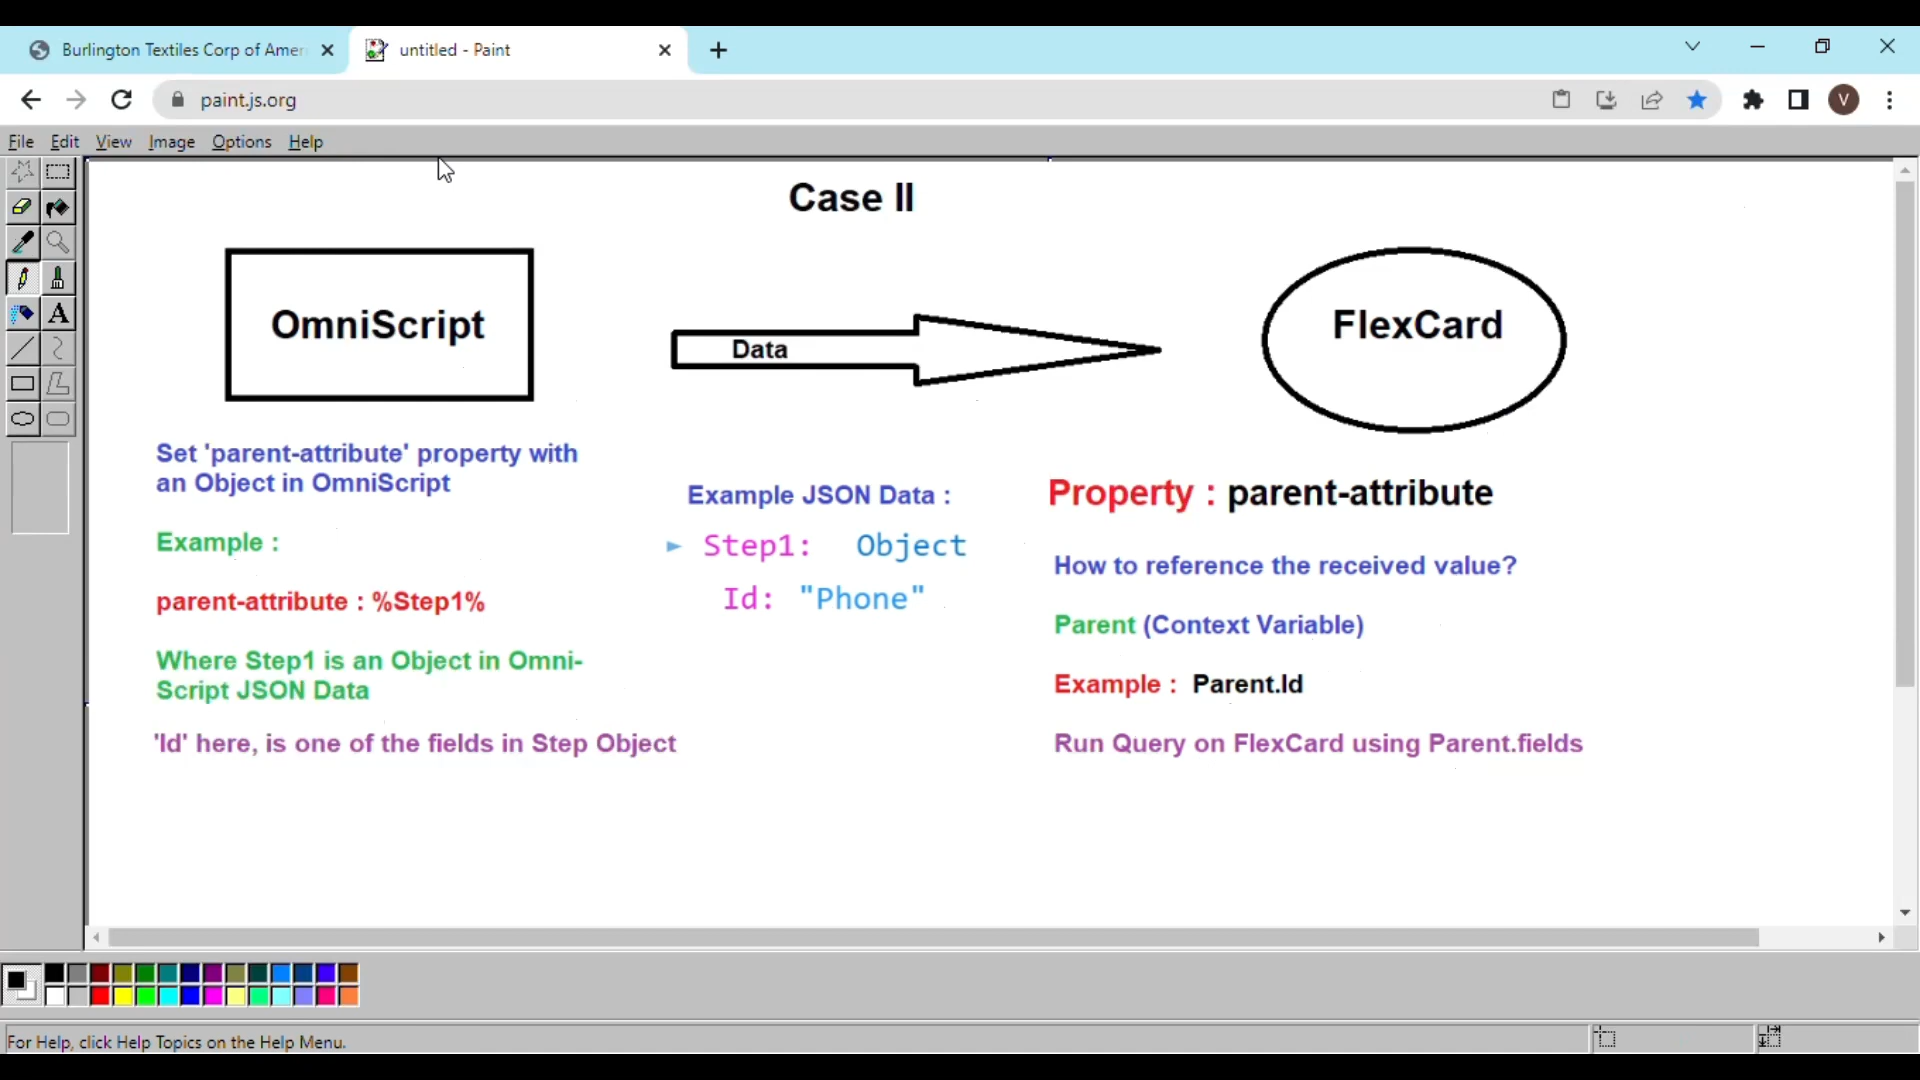 Burlington Textiles Corp of Amer
untitled - Paint
paint.js.org
V
File Edit View Image Options Help
Case II
OmniScript
Data
FlexCard
Set 'parent-attribute' property with
an Object in OmniScript
Example :
parent-attribute : %Step1%
Where Step1 is an Object in Omni-
Script JSON Data
'Id' here, is one of the fields in Step Object
Example JSON Data :
Step1: Object
Id: "Phone"
Property : parent-attribute
How to reference the received value?
Parent (Context Variable)
Example : Parent.Id
Run Query on FlexCard using Parent.fields
A
For Help, click Help Topics on the Help Menu.